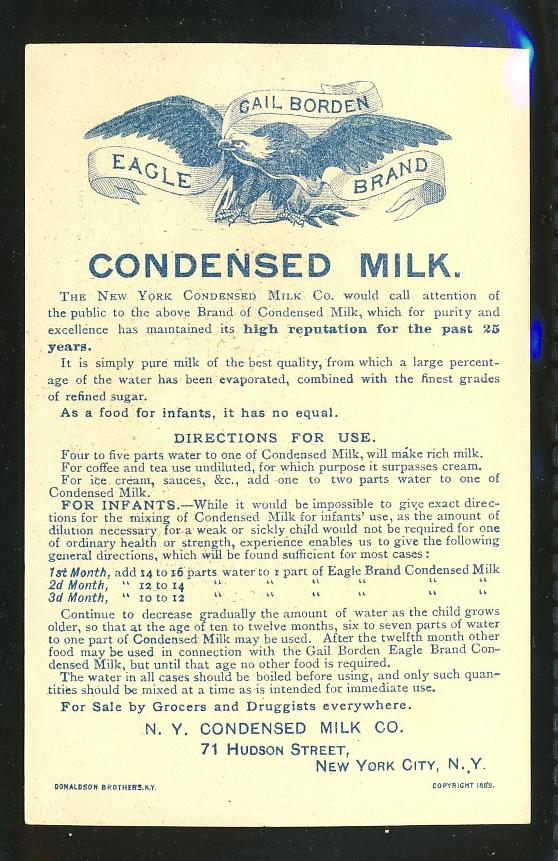 GAIL BORDEN
EAGLE BRAND
CONDENSED MILK.
THE NEW YORK CONDENSED MILK CO. would call attention of
the public to the above Brand of Condensed Milk, which for purity and
excellence has maintained its high reputation for the past 25
years.
It is simply pure milk of the best quality, from which a large percent-
age of the water has been evaporated, combined with the finest grades
of refined sugar.
As a food for infants, it has no equal.
DIRECTIONS FOR USE.
Four to five parts water to one of Condensed Milk, will make rich milk.
For coffee and tea use undiluted, for which purpose it surpasses cream.
For ice cream, sauces, &c., add one to two parts water to one of
Condensed Milk.
FOR INFANTS.—While it would be impossible to give exact direc-
tions for the mixing of Condensed Milk for infants' use, as the amount of
dilution necessary for a weak or sickly child would not be required for one
of ordinary health or strength, experience enables us to give the following
general directions, which will be found sufficient for most cases:
1st Month, add 14 to 16 parts water to 1 part of Eagle Brand Condensed Milk
2d Month, " 12 to 14 " " " " " "
3d Month, " 10 to 12 " " " " " "
Continue to decrease gradually the amount of water as the child grows
older, so that at the age of ten to twelve months, six to seven parts of water
to one part of Condensed Milk may be used. After the twelfth month other
food may be used in connection with the Gail Borden Eagle Brand Con-
densed Milk, but until that age no other food is required.
The water in all cases should be boiled before using, and only such quan-
tities should be mixed at a time as is intended for immediate use.
For Sale by Grocers and Druggists everywhere.
N. Y. CONDENSED MILK CO.
71 HUDSON STREET,
NEW YORK CITY, N.Y.
DONALDSON BROTHERS, N.Y. COPYRIGHT